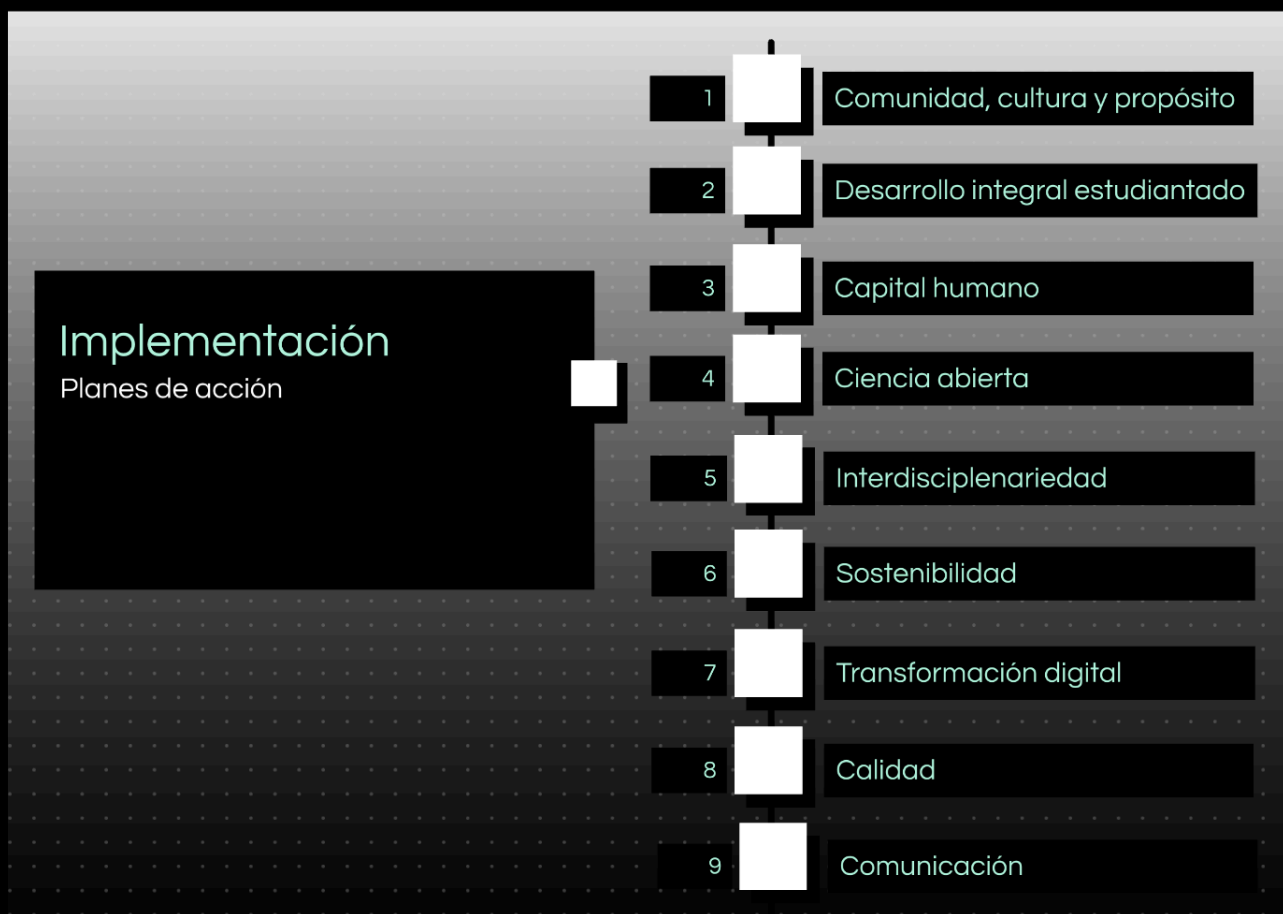 Implementación
Planes de acción
1 Comunidad, cultura y propósito
2 Desarrollo integral estudiantado
3 Capital humano
4 Ciencia abierta
5 Interdisciplenariedad
6 Sostenibilidad
7 Transformación digital
8 Calidad
9 Comunicación